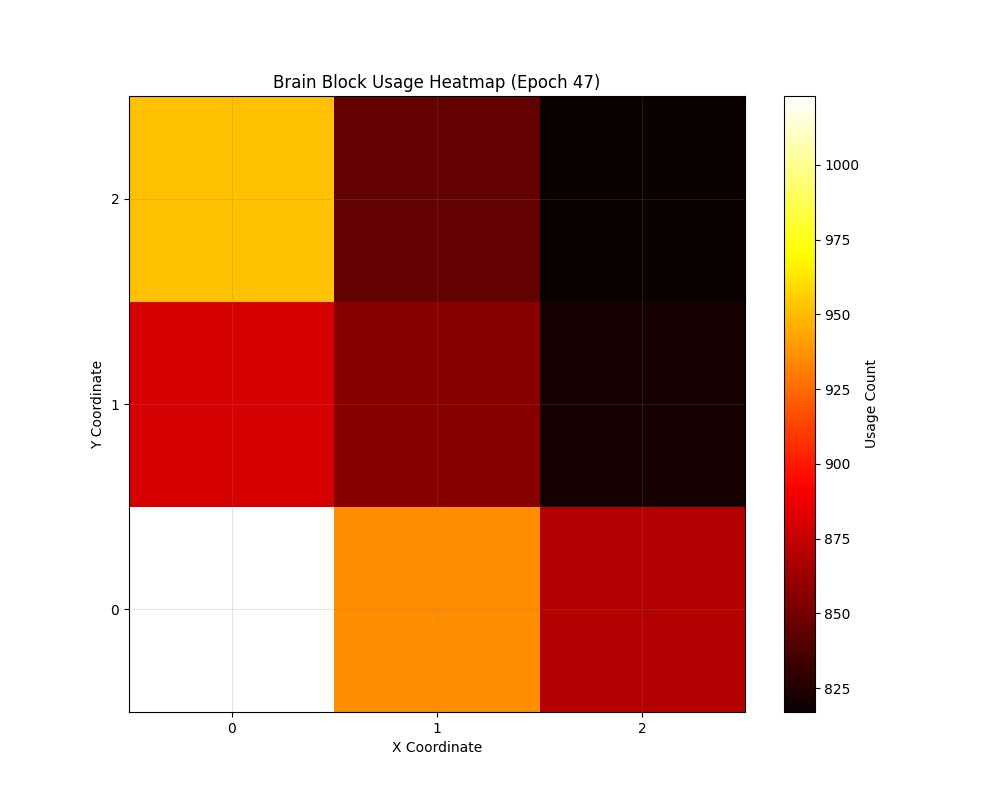 Brain Block Usage Heatmap (Epoch 47)
2
1
0
Y Coordinate
0 1 2
X Coordinate
1000
975
950
925
900
875
850
825
Usage Count